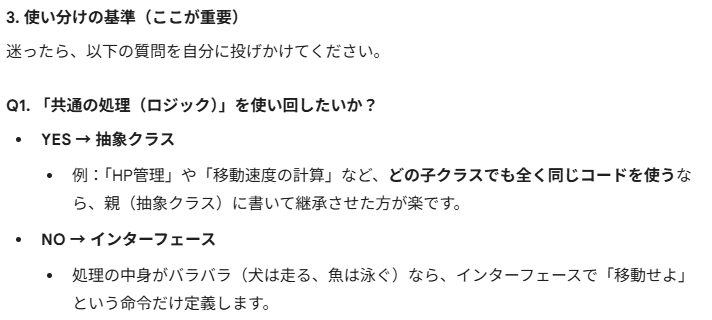 3. 使い分けの基準（ここが重要）
迷ったら、以下の質問を自分に投げかけてください。
Q1. 「共通の処理（ロジック）」を使い回したいか？
• YES → 抽象クラス
• 例：「HP管理」や「移動速度の計算」など、どの子クラスでも全く同じコードを使うな
ら、親（抽象クラス）に書いて継承させた方が楽です。
• NO → インターフェース
• 処理の中身がバラバラ（犬は走る、魚は泳ぐ）なら、インターフェースで「移動せよ」
という命令だけ定義します。